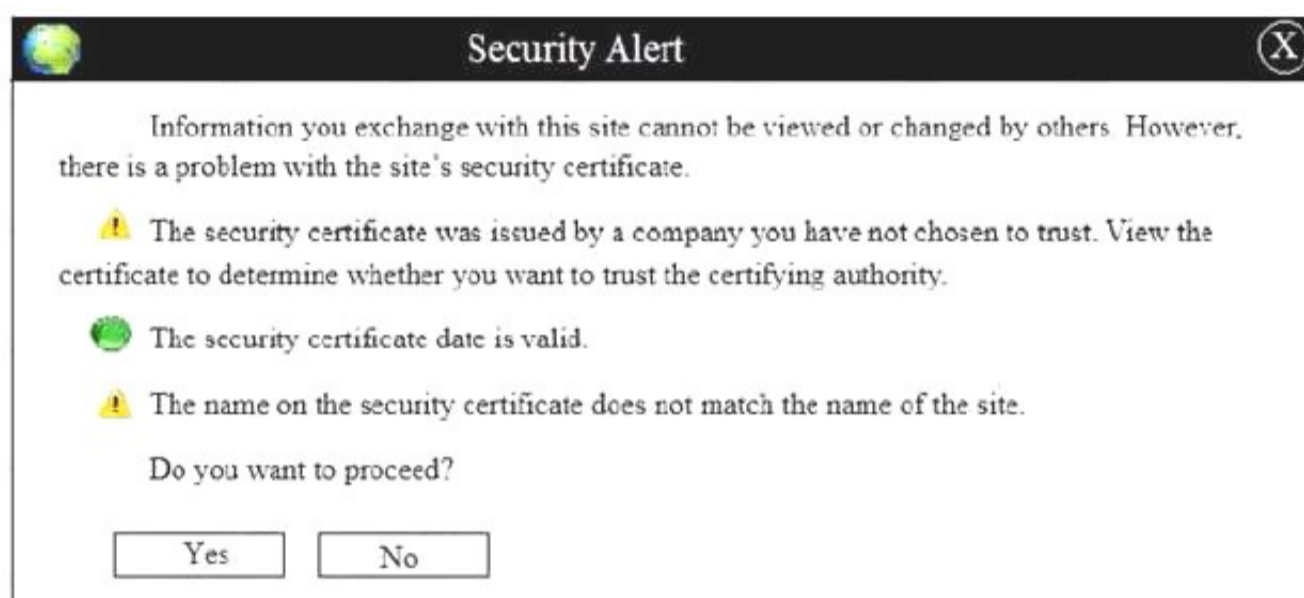 Security Alert
X
Information you exchange with this site cannot be viewed or changed by others. However,
there is a problem with the site's security certificate.
The security certificate was issued by a company you have not chosen to trust. View the
certificate to determine whether you want to trust the certifying authority.
The security certificate date is valid.
The name on the security certificate does not match the name of the site.
Do you want to proceed?
Yes No